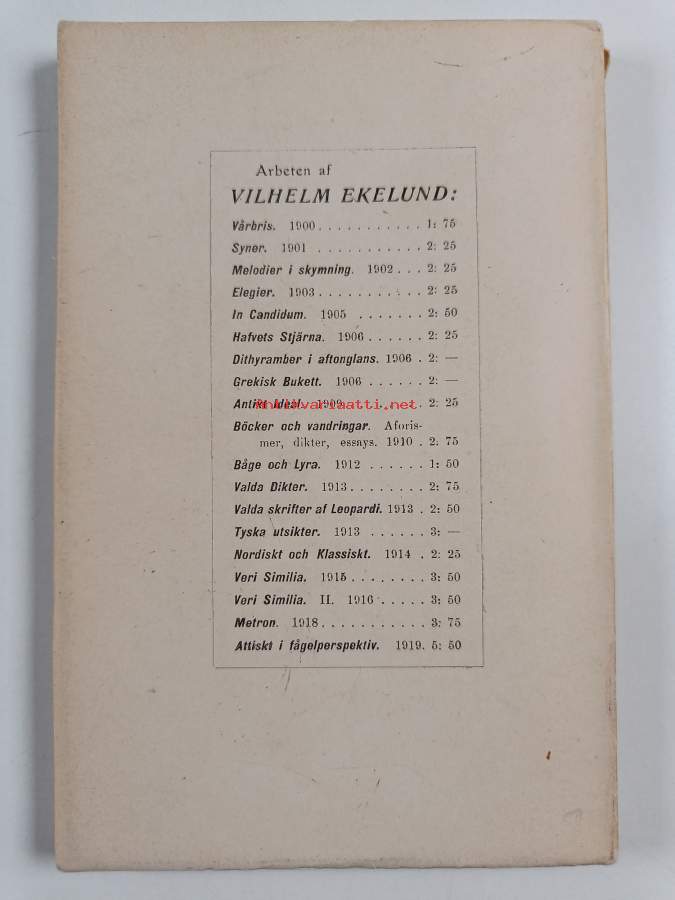 Arbeten af
VILHELM EKELUND:
Vårbris. 1900 . . . . . . . . . . . 1: 75
Syner. 1901 . . . . . . . . . . . 2: 25
Melodier i skymning. 1902 . . . 2: 25
Elegier. 1903 . . . . . . . . . . . 2: 25
In Candidum. 1905 . . . . . . . 2: 50
Hafvets Stjärna. 1906 . . . . . . 2: 25
Dithyramber i aftonglans. 1906 . 2: —
Grekisk Bukett. 1906 . . . . . . 2: —
Antikt ideal. 1909 . . . . . . . . 2: 25
Antikvariaatti.net
Böcker och vandringar. Aforis-
mer, dikter, essays. 1910 . 2: 75
Båge och Lyra. 1912 . . . . . . 1: 50
Valda Dikter. 1913 . . . . . . . . 2: 75
Valda skrifter af Leopardi. 1913 . 2: 50
Tyska utsikter. 1913 . . . . . . 3: —
Nordiskt och Klassiskt. 1914 . 2: 25
Veri Similia. 1915 . . . . . . . . 3: 50
Veri Similia. II. 1916 . . . . . 3: 50
Metron. 1918 . . . . . . . . . . . 3: 75
Attiskt i fågelperspektiv. 1919. 5: 50